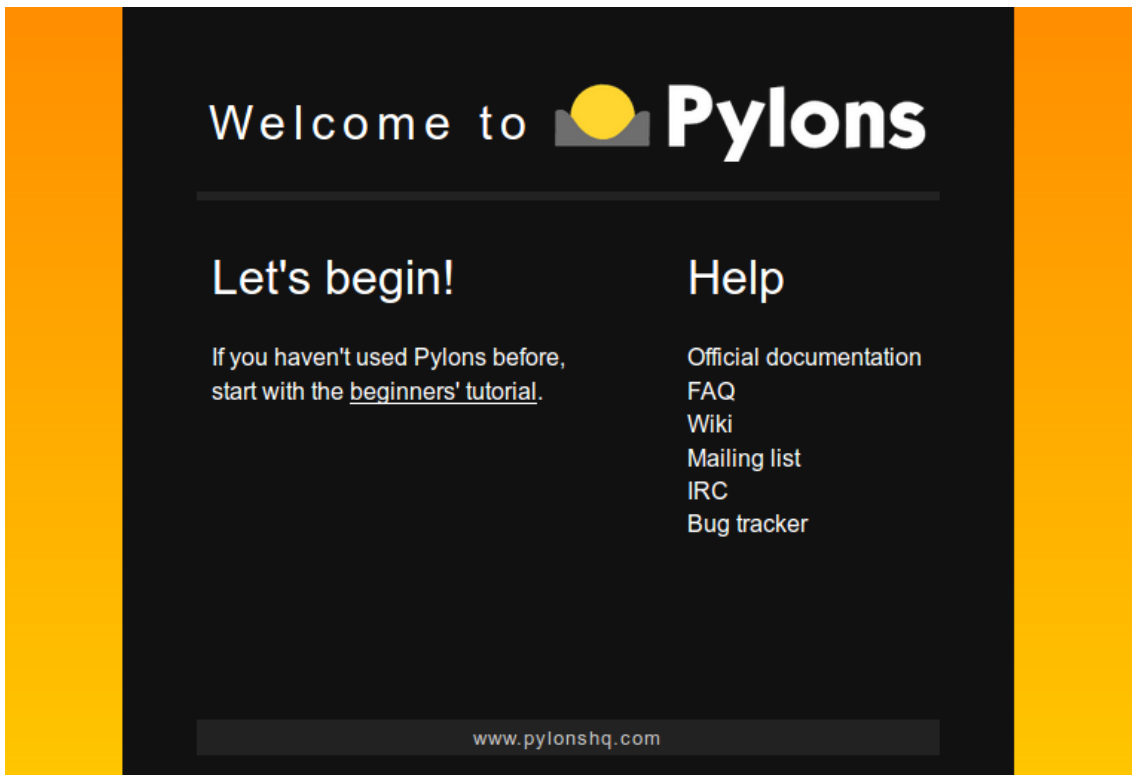 Welcome to Pylons
Let's begin!
If you haven't used Pylons before,
start with the beginners' tutorial.
Help
Official documentation
FAQ
Wiki
Mailing list
IRC
Bug tracker
www.pylonshq.com